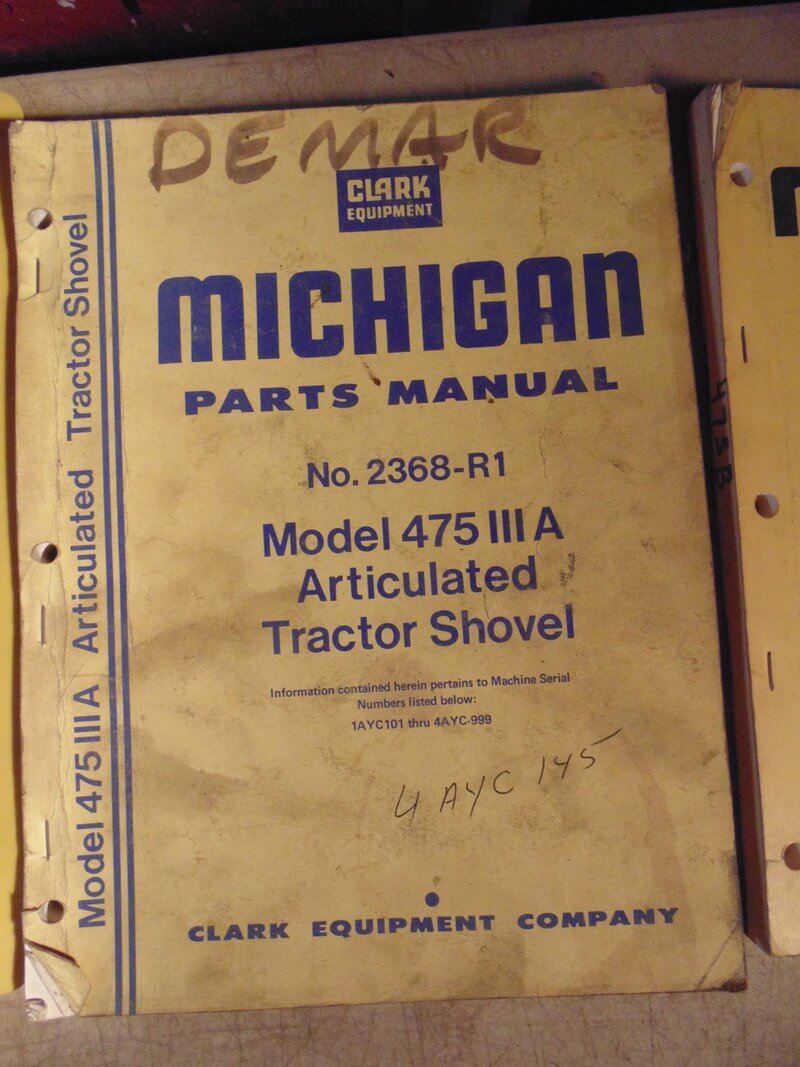 DEMAR
CLARK
EQUIPMENT
MICHIGAN
PARTS MANUAL
No. 2368-R1
Model 475 III A
Articulated
Tractor Shovel
Information contained herein pertains to Machine Serial
Numbers listed below:
1AYC101 thru 4AYC-999
4 AYC 145
CLARK EQUIPMENT COMPANY
Model 475 III A Articulated Tractor Shovel
475B